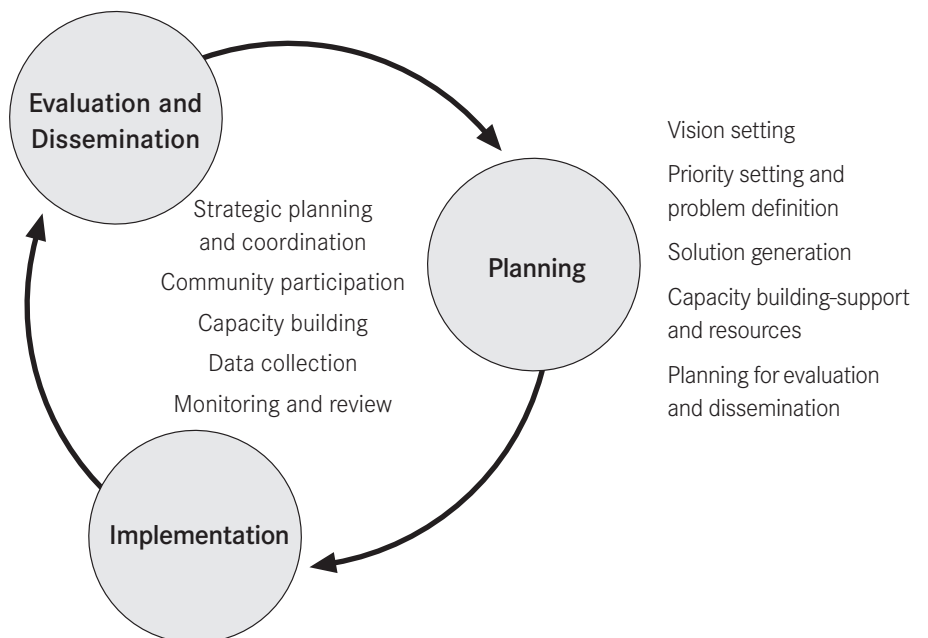 Evaluation and
Dissemination
Strategic planning
and coordination
Community participation
Capacity building
Data collection
Monitoring and review
Planning
Vision setting
Priority setting and
problem definition
Solution generation
Capacity building-support
and resources
Planning for evaluation
and dissemination
Implementation